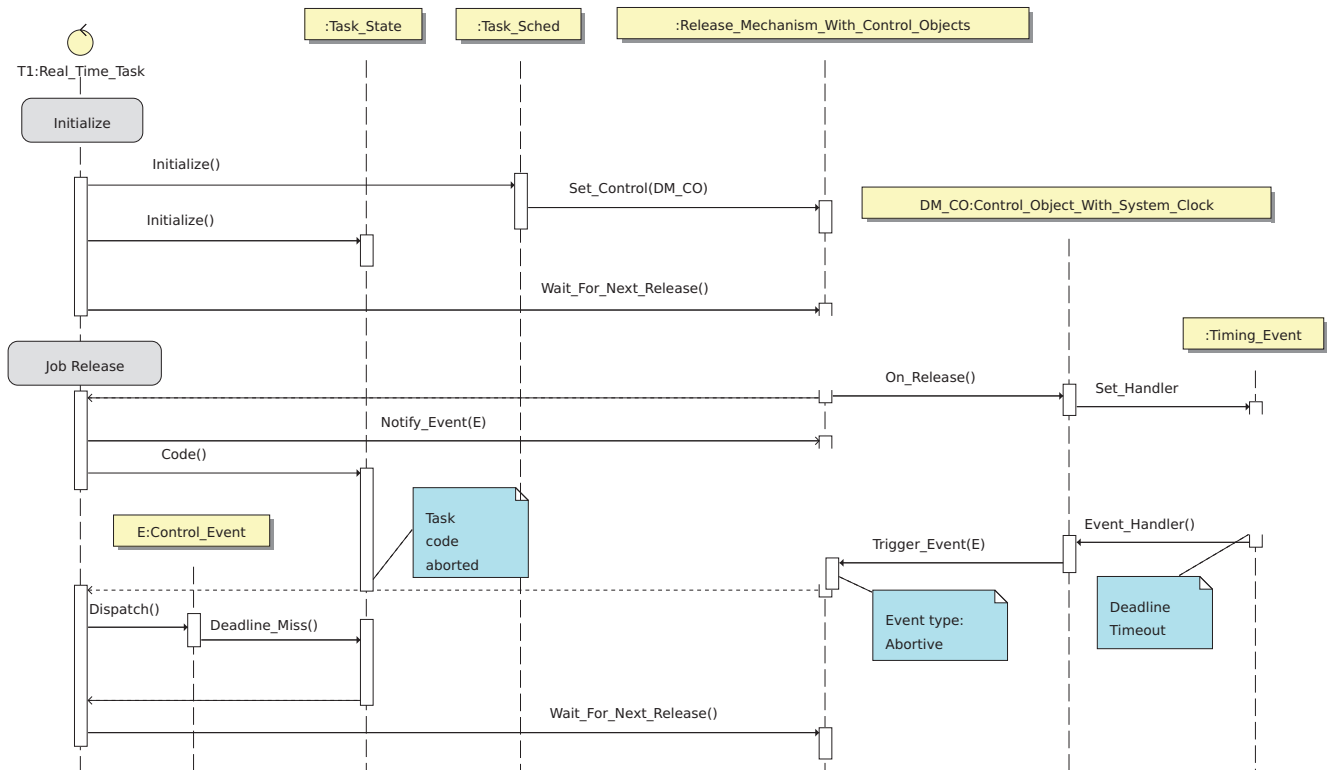 :Task_State
:Task_Sched
:Release_Mechanism_With_Control_Objects
T1:Real_Time_Task
Initialize
Initialize()
Set_Control(DM_CO)
DM_CO:Control_Object_With_System_Clock
Initialize()
Wait_For_Next_Release()
:Timing_Event
Job Release
On_Release()
Set_Handler
Notify_Event(E)
Code()
Task
code
aborted
E:Control_Event
Event_Handler()
Trigger_Event(E)
Deadline
Timeout
Dispatch()
Deadline_Miss()
Event type:
Abortive
Wait_For_Next_Release()